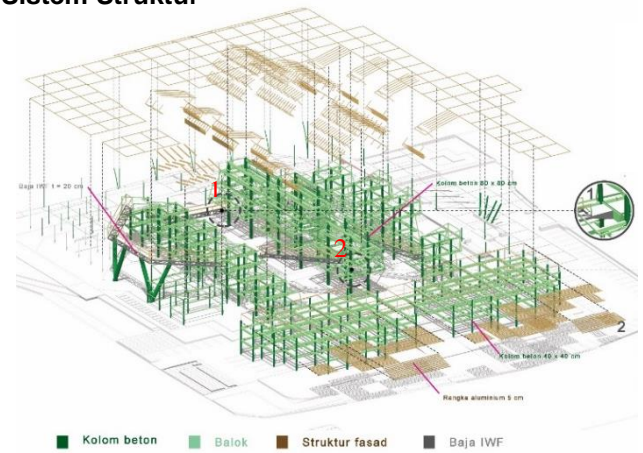 Sistem Struktur
1
1
Baja IWF t = 20 cm
Kolom beton 80 x 80 cm
2
2
Kolom beton 40 x 40 cm
Rangka aluminium 5 cm
Kolom beton
Balok
Struktur fasad
Baja IWF